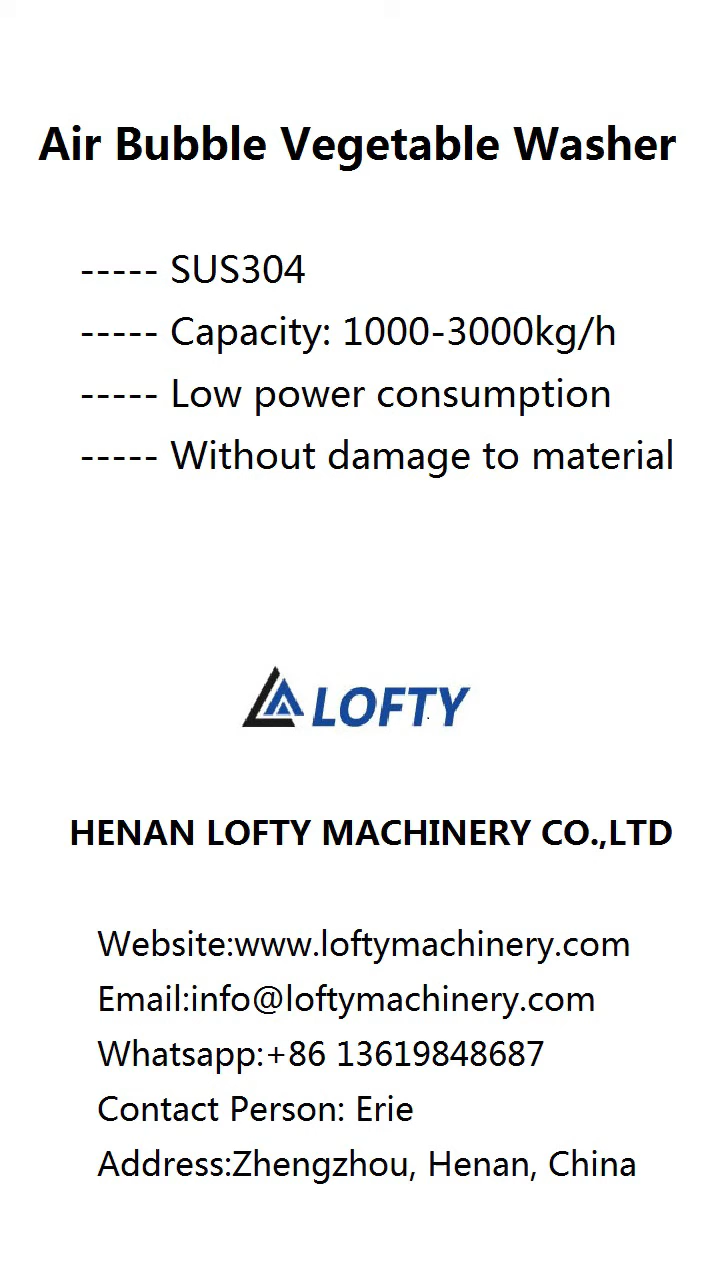 Air Bubble Vegetable Washer
----- SUS304
----- Capacity: 1000-3000kg/h
----- Low power consumption
----- Without damage to material
LOFTY
HENAN LOFTY MACHINERY CO.,LTD
Website:www.loftymachinery.com
Email:info@loftymachinery.com
Whatsapp:+86 13619848687
Contact Person: Erie
Address:Zhengzhou, Henan, China